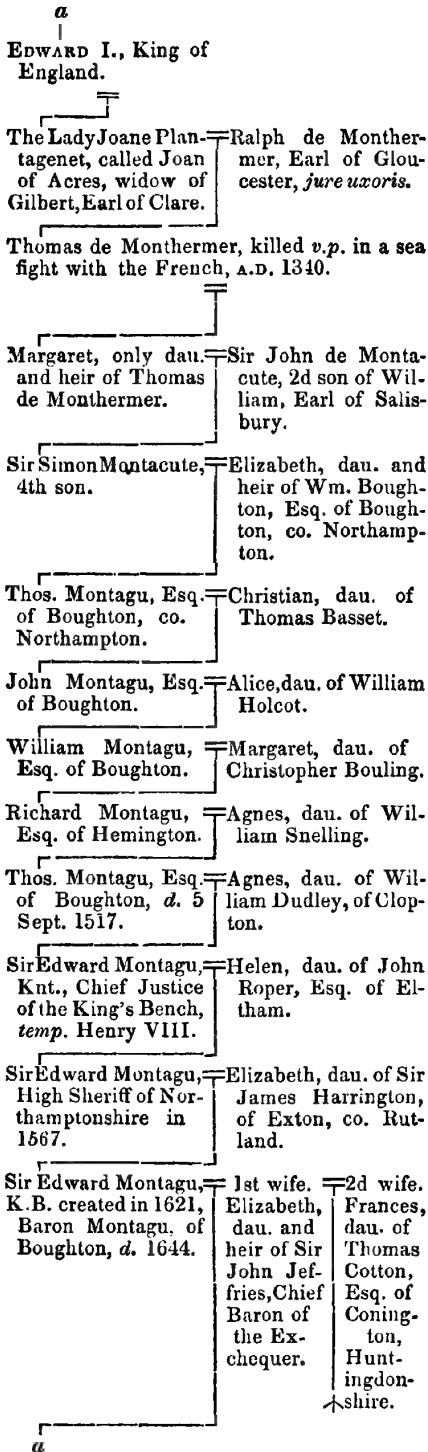 a
EDWARD I., King of
England.
The Lady Joane Plan-
tagenet, called Joan
of Acres, widow of
Gilbert, Earl of Clare.
Ralph de Monther-
mer, Earl of Glou-
cester, jure uxoris.
Thomas de Monthermer, killed v.p. in a sea
fight with the French, A.D. 1340.
Margaret, only dau.
and heir of Thomas
de Monthermer.
Sir John de Monta-
cute, 2d son of Wil-
liam, Earl of Salis-
bury.
Sir Simon Montacute,
4th son.
Elizabeth, dau. and
heir of Wm. Bough-
ton, Esq. of Bough-
ton, co. Northamp-
ton.
Thos. Montagu, Esq.
of Boughton, co.
Northampton.
Christian, dau. of
Thomas Basset.
John Montagu, Esq.
of Boughton.
Alice, dau. of William
Holcot.
William Montagu,
Esq. of Boughton.
Margaret, dau. of
Christopher Bouling.
Richard Montagu,
Esq. of Hemington.
Agnes, dau. of Wil-
liam Snelling.
Thos. Montagu, Esq.
of Boughton, d. 5
Sept. 1517.
Agnes, dau. of Wil-
liam Dudley, of Clop-
ton.
Sir Edward Montagu,
Knt., Chief Justice
of the King's Bench,
temp. Henry VIII.
Helen, dau. of John
Roper, Esq. of El-
tham.
Sir Edward Montagu,
High Sheriff of Nor-
thamptonshire in
1567.
Elizabeth, dau. of Sir
James Harrington,
of Exton, co. Rut-
land.
Sir Edward Montagu,
K.B. created in 1621,
Baron Montagu, of
Boughton, d. 1644.
1st wife.
Elizabeth,
dau. and
heir of Sir
John Jef-
fries, Chief
Baron of
the Ex-
chequer.
2d wife.
Frances,
dau. of
Thomas
Cotton,
Esq. of
Coning-
ton,
Hunt-
ingdon-
shire.
a